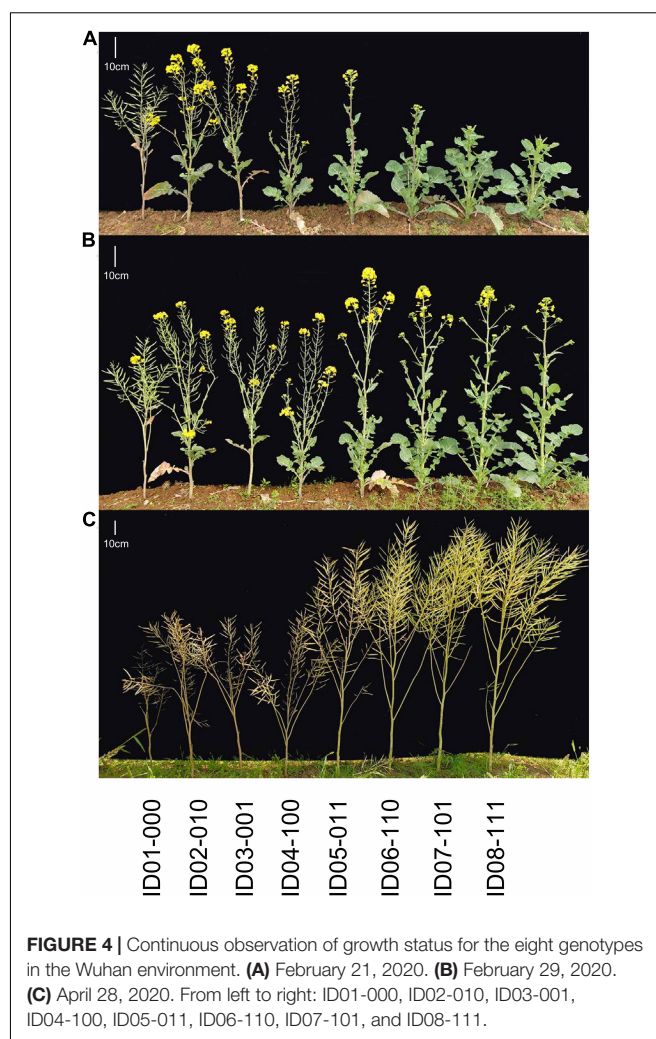 A
10cm
B
10cm
C
10cm
ID01-000
ID02-010
ID03-001
ID04-100
ID05-011
ID06-110
ID07-101
ID08-111
FIGURE 4 | Continuous observation of growth status for the eight genotypes
in the Wuhan environment. (A) February 21, 2020. (B) February 29, 2020.
(C) April 28, 2020. From left to right: ID01-000, ID02-010, ID03-001,
ID04-100, ID05-011, ID06-110, ID07-101, and ID08-111.